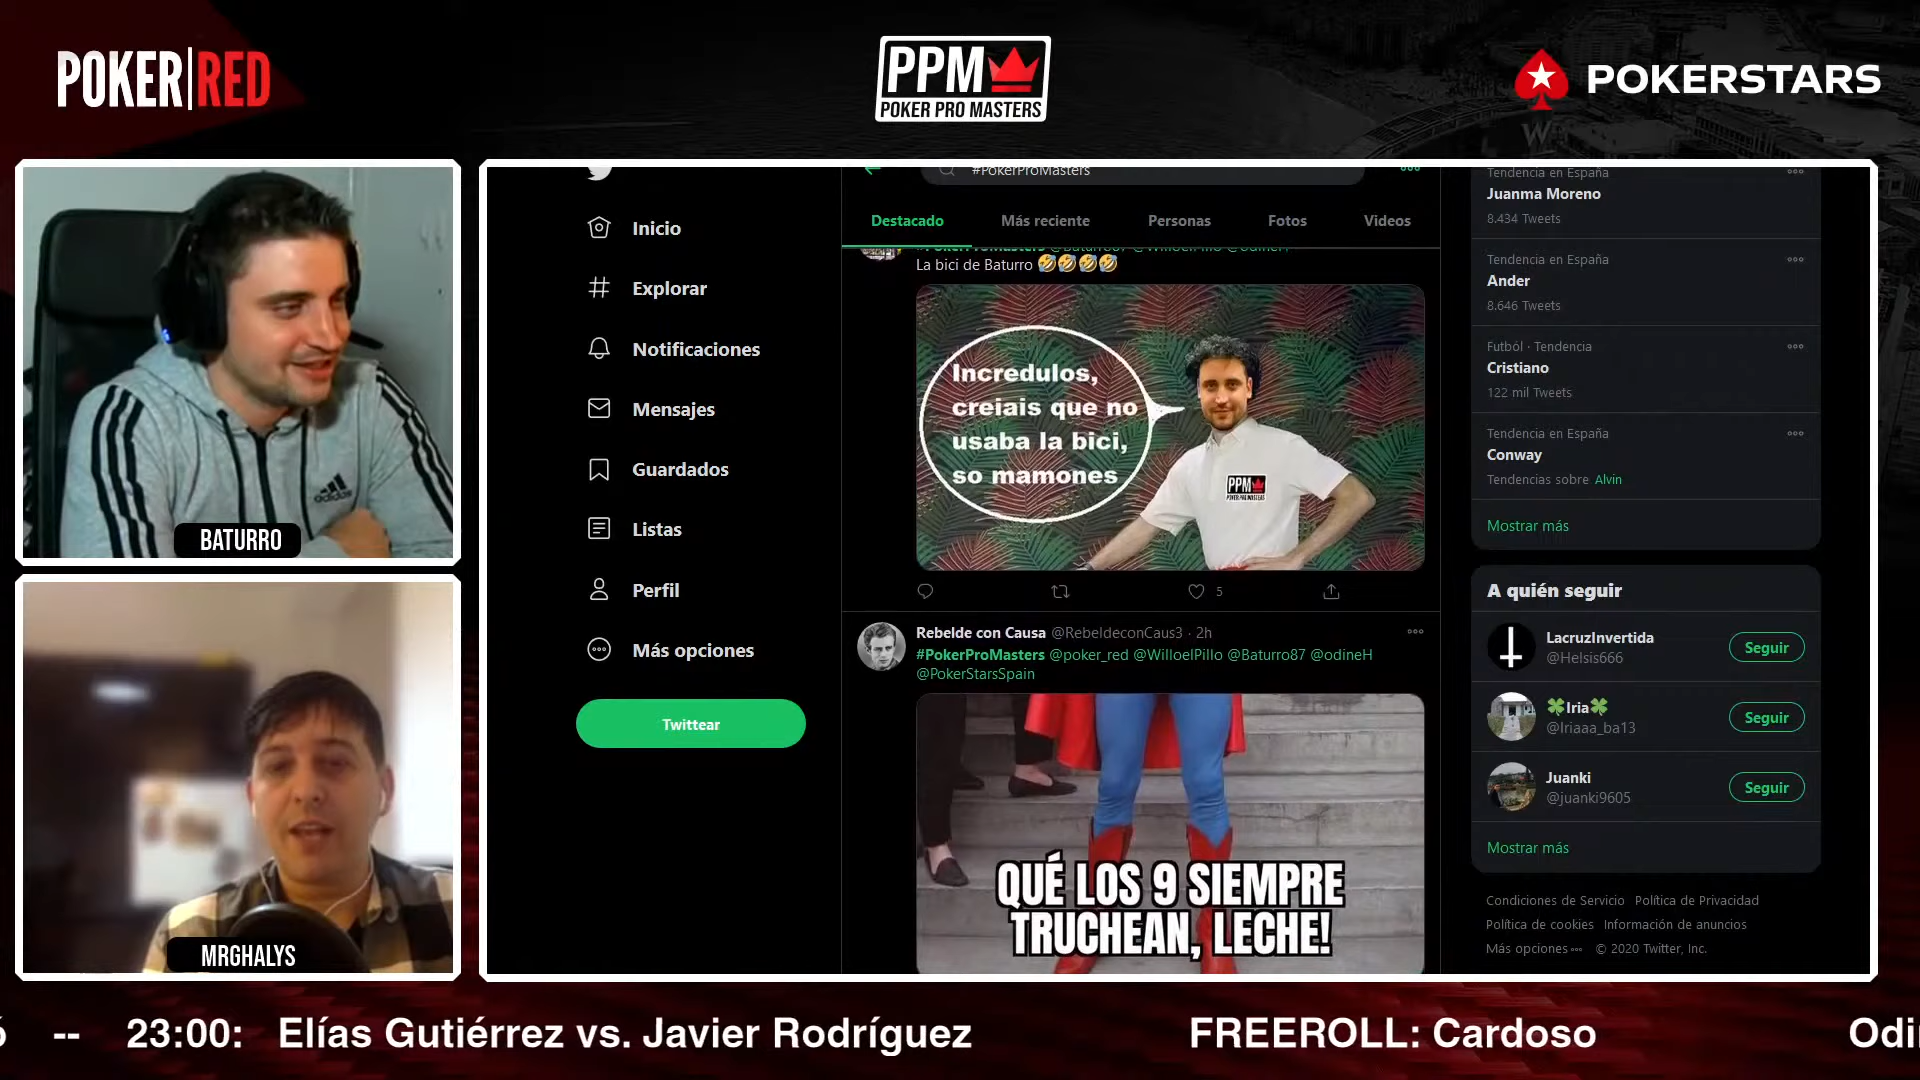 POKER|RED
PPM
POKER PRO MASTERS
POKERSTARS
W
BATURRO
MRGHALYS
Inicio
Explorar
Notificaciones
Mensajes
Guardados
Listas
Perfil
Más opciones
Twittear
#PokerProMasters
Destacado
Más reciente
Personas
Fotos
Videos
#PokerProMasters @Baturro87 @WilloelPillo @odineH
La bici de Baturro 🤣🤣🤣🤣
Incredulos,
creiais que no
usaba la bici,
so mamones
PPM
5
Rebelde con Causa @RebeldeconCaus3 · 2h
#PokerProMasters @poker_red @WilloelPillo @Baturro87 @odineH
@PokerStarsSpain
QUÉ LOS 9 SIEMPRE
TRUCHEAN, LECHE!
Tendencia en España
Juanma Moreno
8.434 Tweets
Tendencia en España
Ander
8.646 Tweets
Futból · Tendencia
Cristiano
122 mil Tweets
Tendencia en España
Conway
Tendencias sobre Alvin
Mostrar más
A quién seguir
LacruzInvertida
@Helsis666
Seguir
🍀Iria🍀
@Iriaaa_ba13
Seguir
Juanki
@juanki9605
Seguir
Mostrar más
Condiciones de Servicio Política de Privacidad
Política de cookies Información de anuncios
Más opciones © 2020 Twitter, Inc.
-- 23:00: Elías Gutiérrez vs. Javier Rodríguez FREEROLL: Cardoso